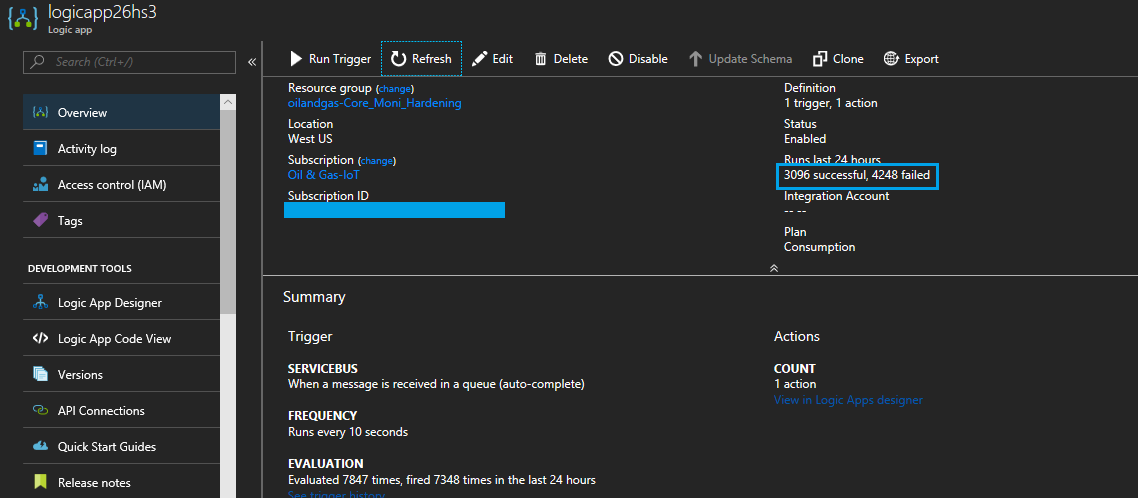 logicapp26hs3
Logic app
Search (Ctrl+/)
«
Overview
Activity log
Access control (IAM)
Tags
DEVELOPMENT TOOLS
Logic App Designer
Logic App Code View
Versions
API Connections
Quick Start Guides
Release notes
Run Trigger Refresh Edit Delete Disable Update Schema Clone Export
Resource group (change)
oilandgas-Core_Moni_Hardening
Location
West US
Subscription (change)
Oil & Gas-IoT
Subscription ID
Definition
1 trigger, 1 action
Status
Enabled
Runs last 24 hours
3096 successful, 4248 failed
Integration Account
-- --
Plan
Consumption
Summary
Trigger
SERVICEBUS
When a message is received in a queue (auto-complete)
FREQUENCY
Runs every 10 seconds
EVALUATION
Evaluated 7847 times, fired 7348 times in the last 24 hours
See trigger history
Actions
COUNT
1 action
View in Logic Apps designer